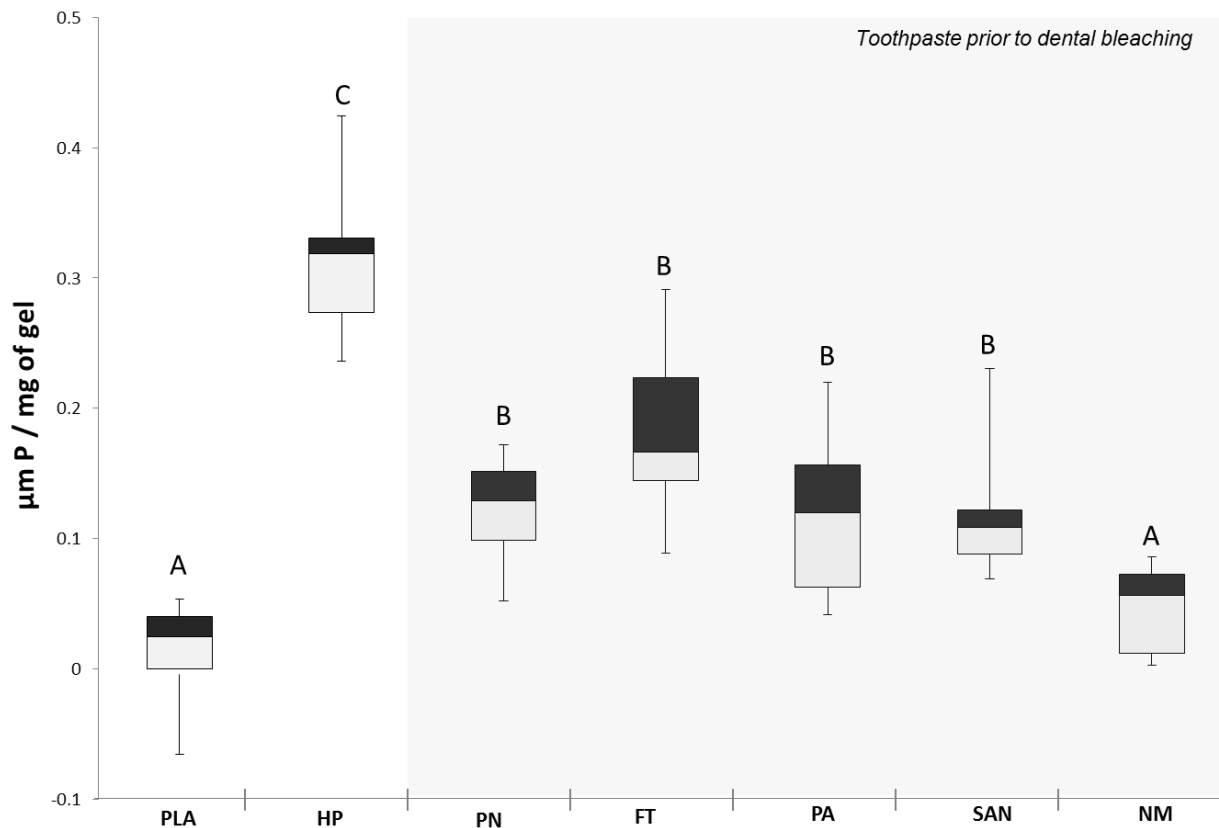 Toothpaste prior to dental bleaching
µm P / mg of gel
0.5
0.4
0.3
0.2
0.1
0
-0.1
A
C
B
B
B
B
A
PLA
HP
PN
FT
PA
SAN
NM